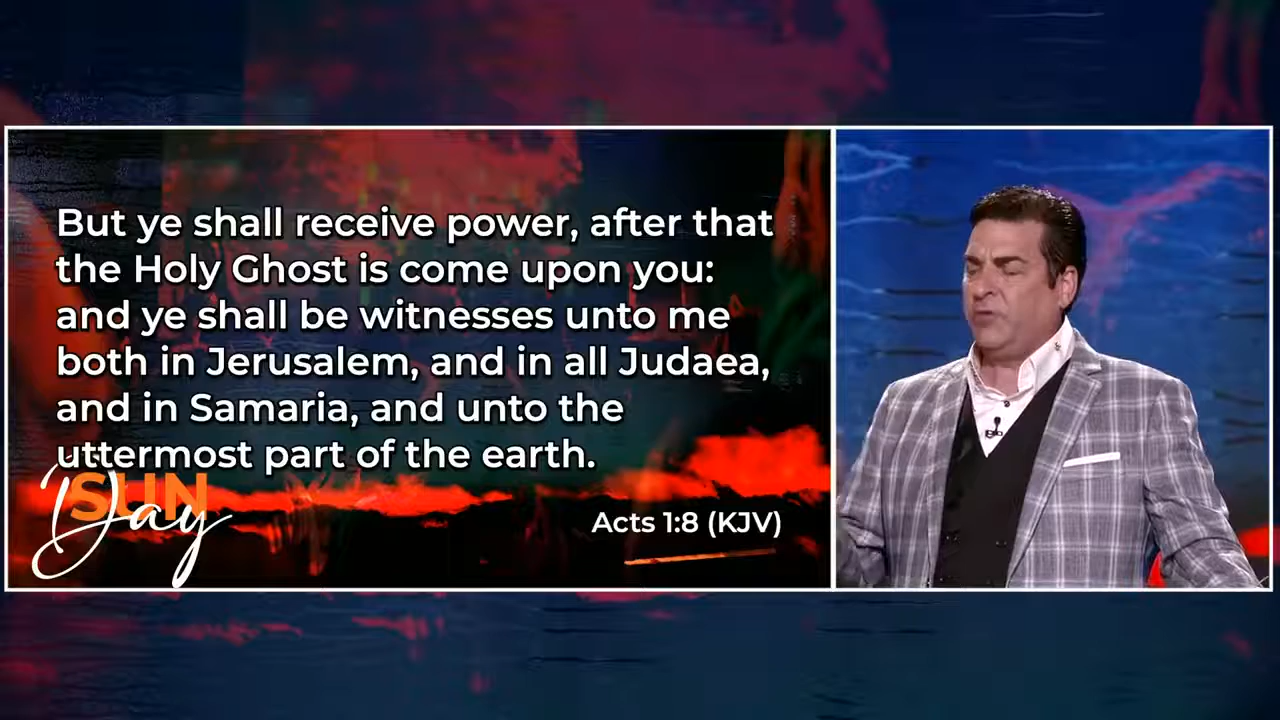 But ye shall receive power, after that
the Holy Ghost is come upon you:
and ye shall be witnesses unto me
both in Jerusalem, and in all Judaea,
and in Samaria, and unto the
uttermost part of the earth.
SUN
Day
Acts 1:8 (KJV)